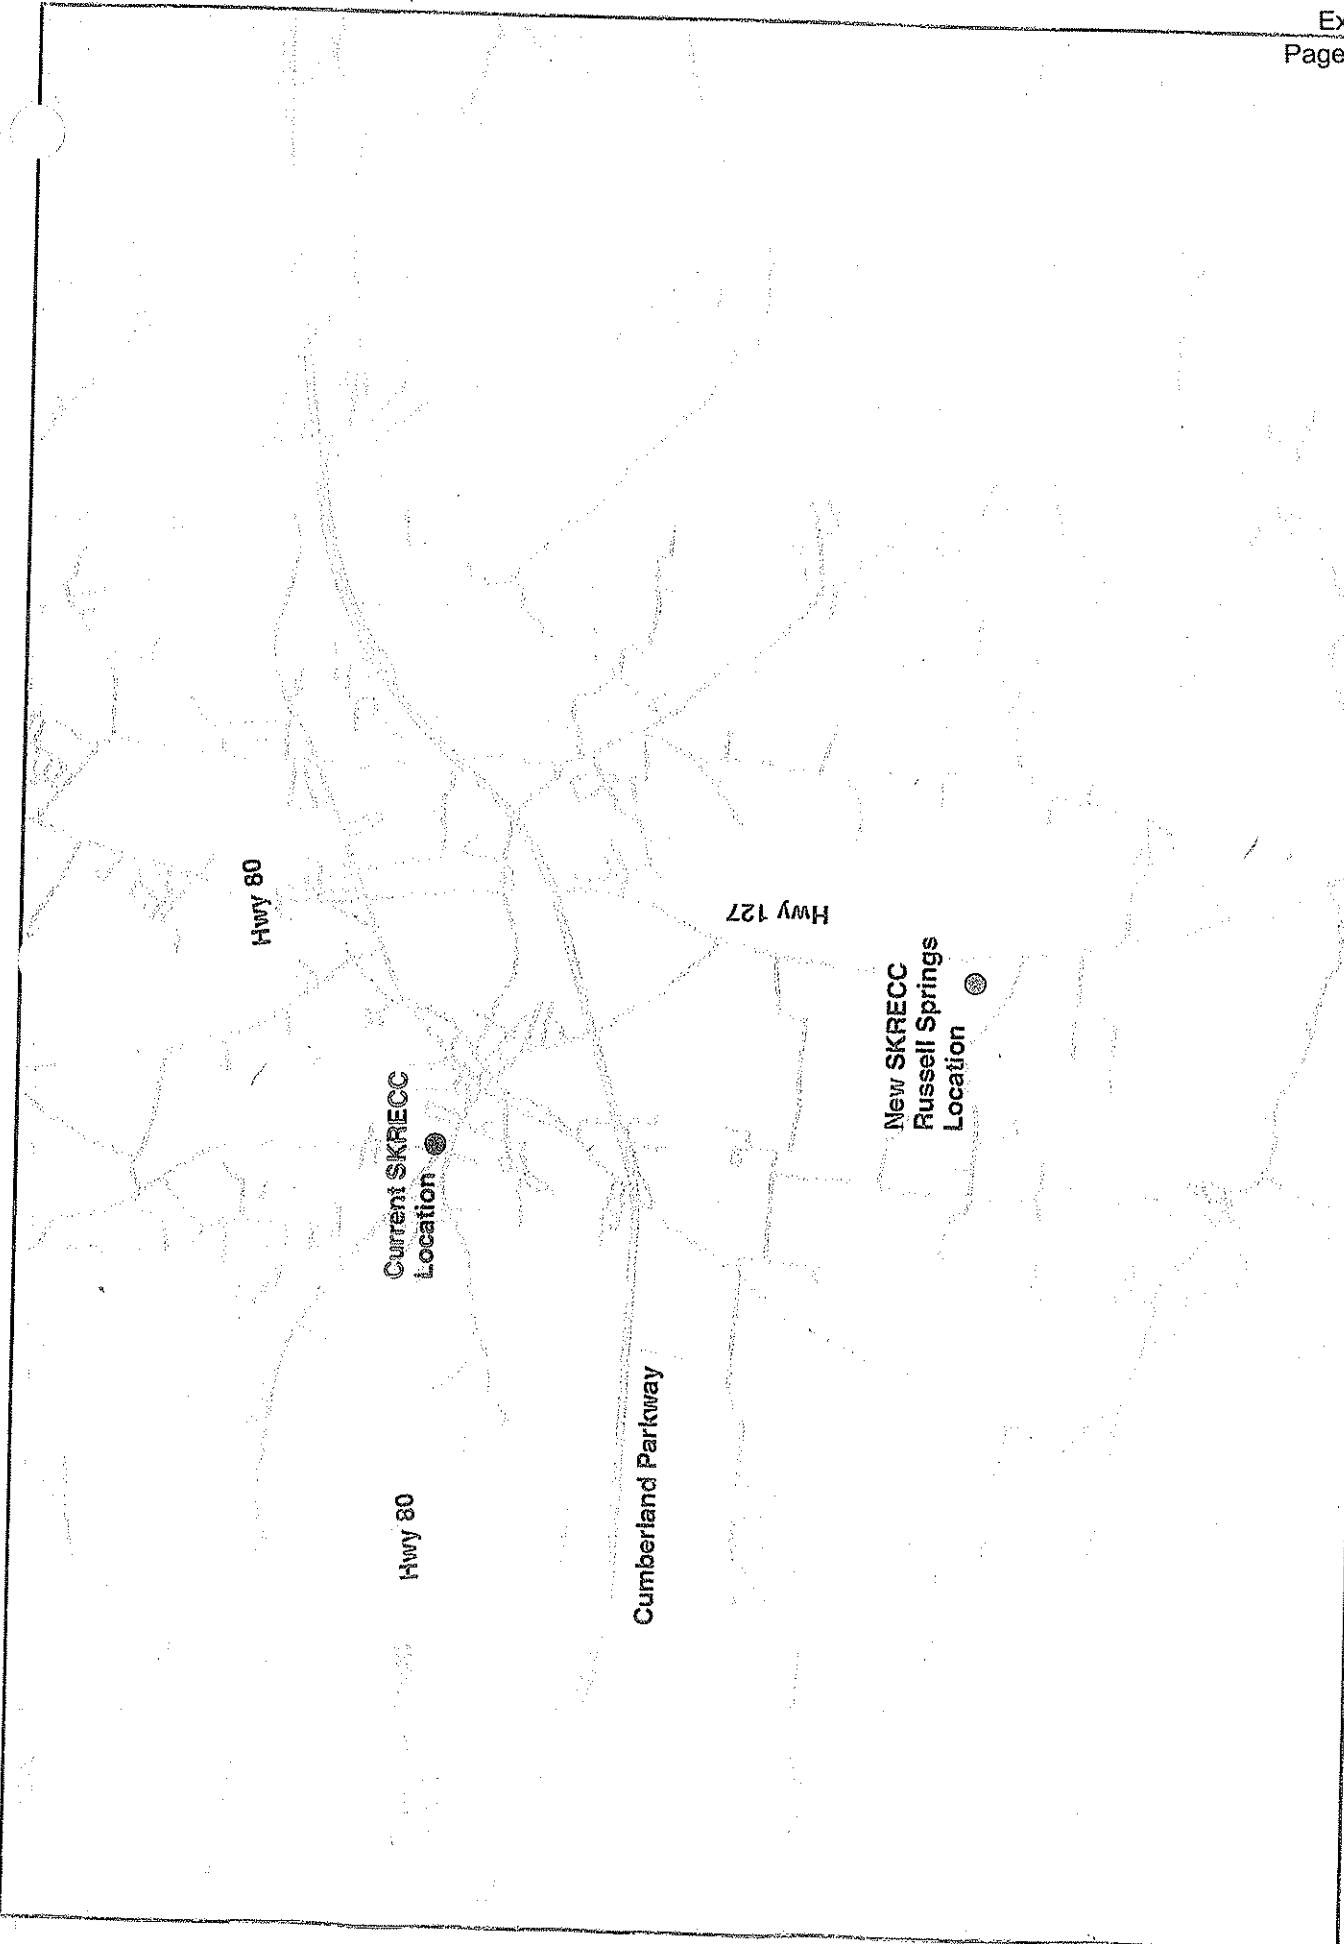 Ex
Page
Hwy 80
Hwy 127
New SKRECC
Russell Springs
Location
Current SKRECC
Location
Hwy 80
Cumberland Parkway